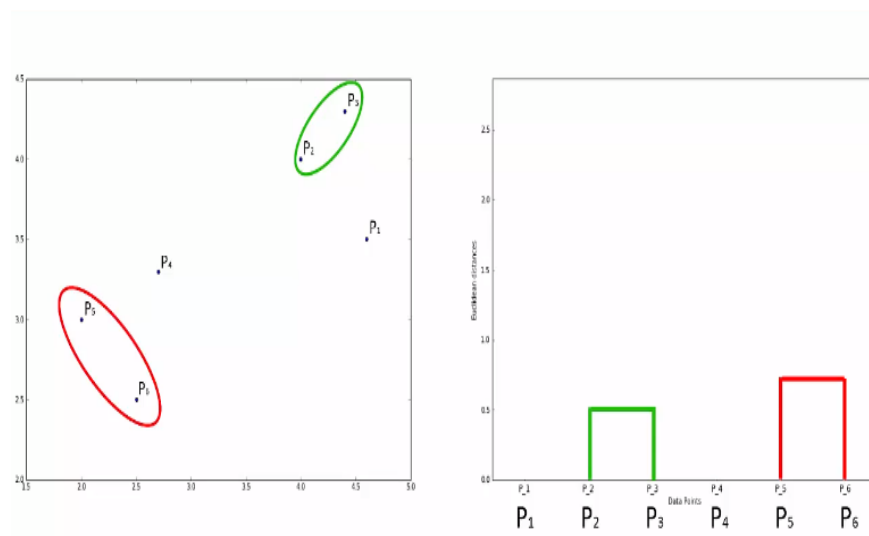 4.5
P3
P2
4.0
P1
3.5
P4
3.0
P5
P6
2.5
2.0
1.5 2.0 2.5 3.0 3.5 4.0 4.5 5.0
2.5
2.0
1.5
Euclidean distances
1.0
0.5
0.0
P_1 P_2 P_3 P_4 P_5 P_6
Data Points
P1 P2 P3 P4 P5 P6